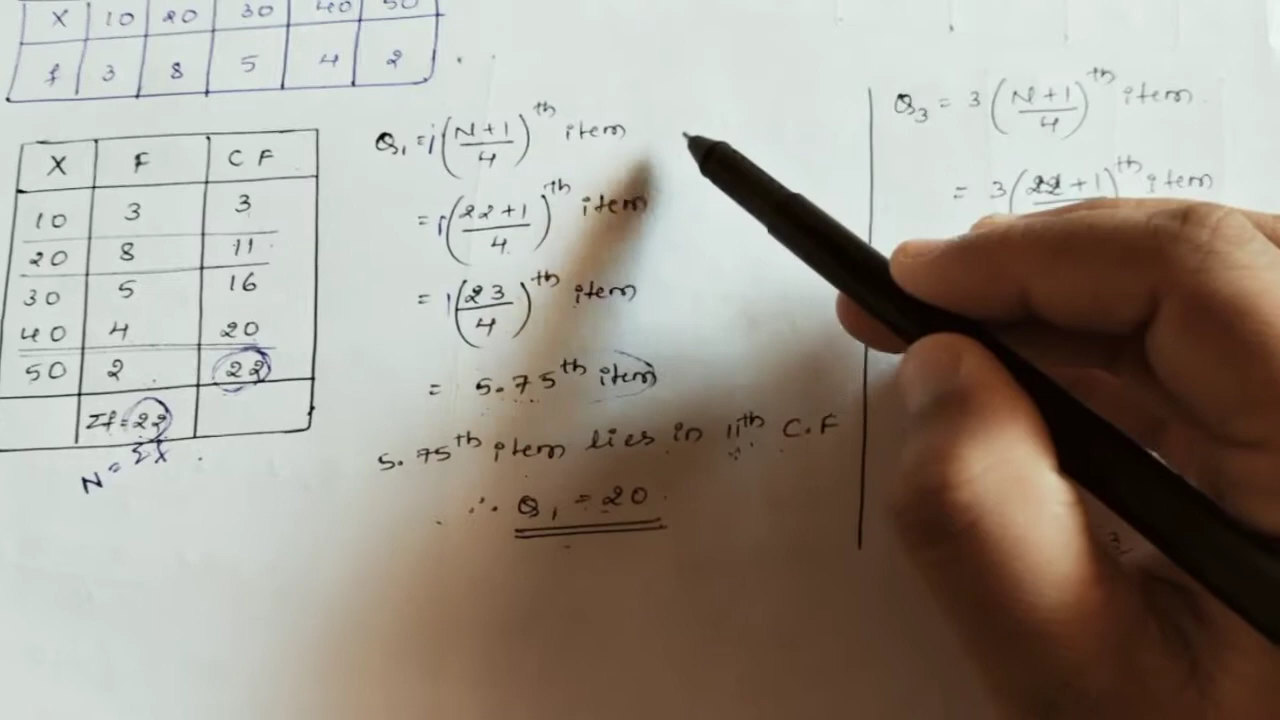 X 10 20 30 40 50
f 3 8 5 4 2
X F CF
10 3 3
20 8 11
30 5 16
40 4 20
50 2 22
Σf = 22
N = Σx
Q₁ = 1(N+1/4)ᵗʰ item
= 1(22+1/4)ᵗʰ item
= 1(23/4)ᵗʰ item
= 5.75ᵗʰ item
5.75ᵗʰ item lies in 11ᵗʰ C.F
∴ Q₁ = 20
Q₃ = 3(N+1/4)ᵗʰ item
= 3(22+1)ᵗʰ item